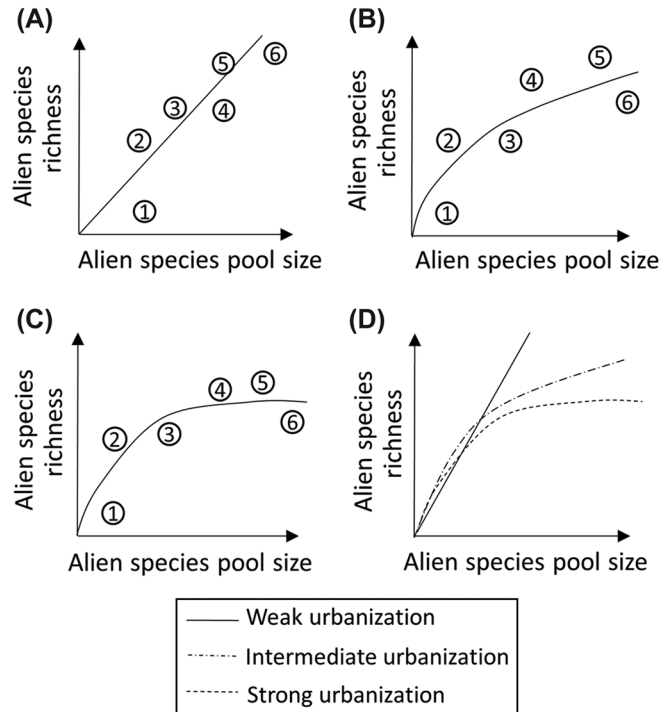 (A)
Alien species
richness
① ② ③ ④ ⑤ ⑥
Alien species pool size
(B)
Alien species
richness
① ② ③ ④ ⑤ ⑥
Alien species pool size
(C)
Alien species
richness
① ② ③ ④ ⑤ ⑥
Alien species pool size
(D)
Alien species
richness
Alien species pool size
Weak urbanization
Intermediate urbanization
Strong urbanization